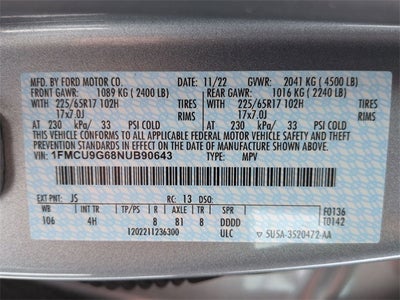 MFD. BY FORD MOTOR CO. 11/22 GVWR: 2041 KG ( 4500 LB)
FRONT GAWR: 1089 KG ( 2400 LB) REAR GAWR: 1016 KG ( 2240 LB)
WITH 225/65R17 102H TIRES WITH 225/65R17 102H TIRES
17x7.0J RIMS 17x7.0J RIMS
AT 230 kPa/ 33 PSI COLD AT 230 kPa/ 33 PSI COLD
THIS VEHICLE CONFORMS TO ALL APPLICABLE FEDERAL MOTOR VEHICLE SAFETY AND THEFT
PREVENTION STANDARDS IN EFFECT ON THE DATE OF MANUFACTURE SHOWN ABOVE.
VIN: 1FMCU9G68NUB90643 TYPE: MPV
EXT PNT: JS RC: 13 DSO:
WB INT TR TP/PS R AXLE TR SPR F0136
106 4H 8 81 8 DDDD T0142
1202211236300 ULC 5U5A-3520472-AA